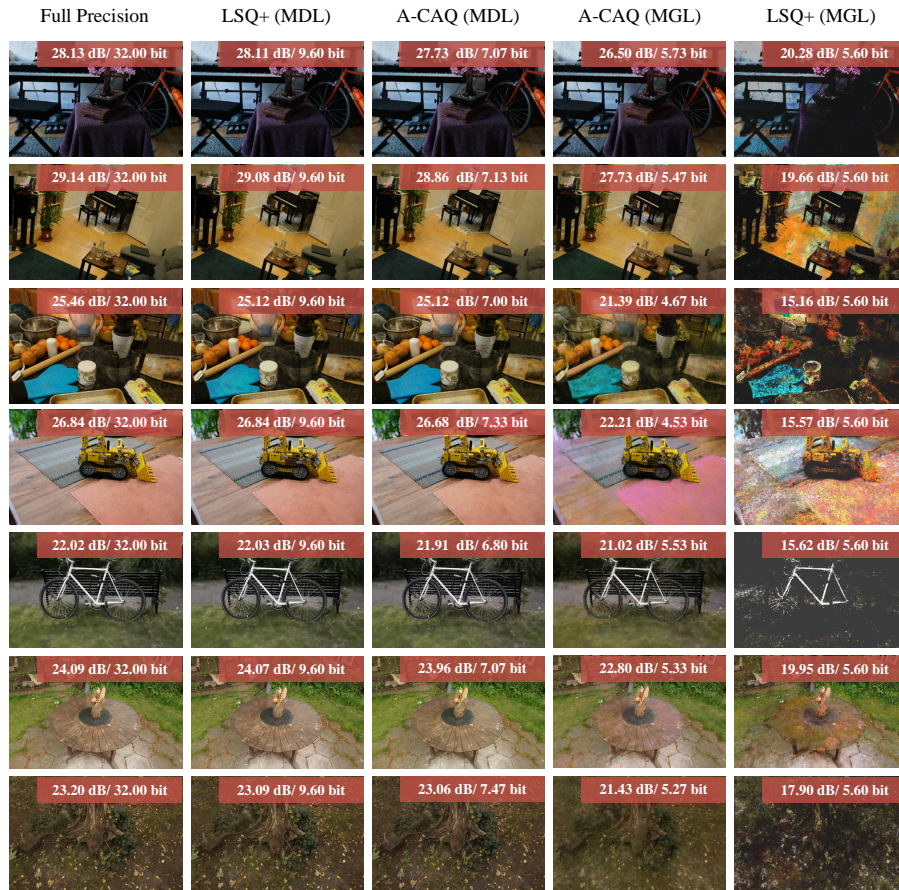 Full Precision LSQ+ (MDL) A-CAQ (MDL) A-CAQ (MGL) LSQ+ (MGL)
28.13 dB/ 32.00 bit 28.11 dB/ 9.60 bit 27.73 dB/ 7.07 bit 26.50 dB/ 5.73 bit 20.28 dB/ 5.60 bit
29.14 dB/ 32.00 bit 29.08 dB/ 9.60 bit 28.86 dB/ 7.13 bit 27.73 dB/ 5.47 bit 19.66 dB/ 5.60 bit
25.46 dB/ 32.00 bit 25.12 dB/ 9.60 bit 25.12 dB/ 7.00 bit 21.39 dB/ 4.67 bit 15.16 dB/ 5.60 bit
26.84 dB/ 32.00 bit 26.84 dB/ 9.60 bit 26.68 dB/ 7.33 bit 22.21 dB/ 4.53 bit 15.57 dB/ 5.60 bit
22.02 dB/ 32.00 bit 22.03 dB/ 9.60 bit 21.91 dB/ 6.80 bit 21.02 dB/ 5.53 bit 15.62 dB/ 5.60 bit
24.09 dB/ 32.00 bit 24.07 dB/ 9.60 bit 23.96 dB/ 7.07 bit 22.80 dB/ 5.33 bit 19.95 dB/ 5.60 bit
23.20 dB/ 32.00 bit 23.09 dB/ 9.60 bit 23.06 dB/ 7.47 bit 21.43 dB/ 5.27 bit 17.90 dB/ 5.60 bit